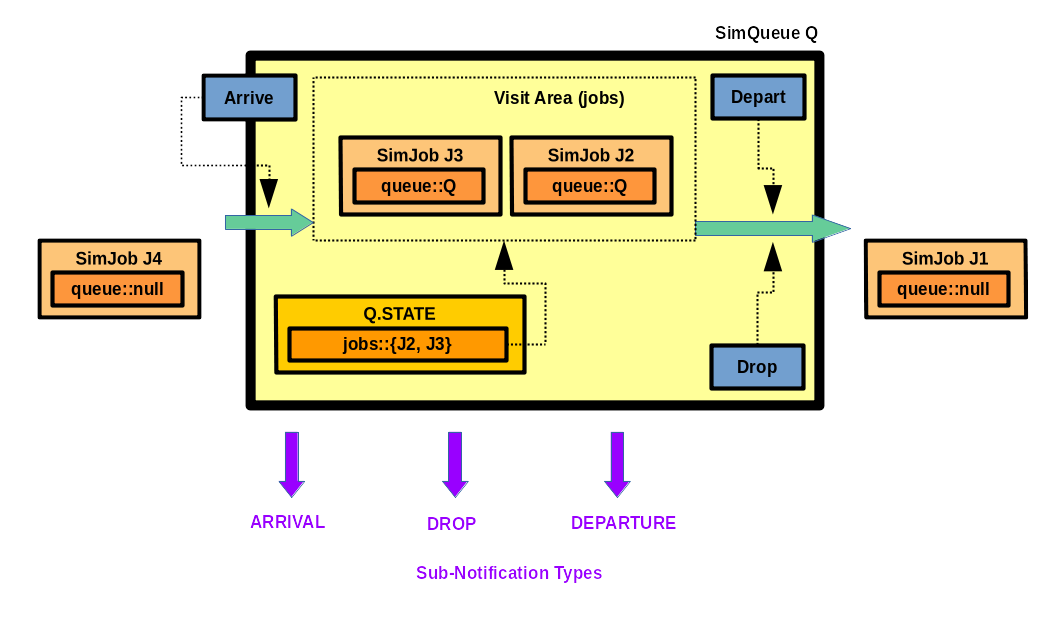 SimQueue Q
Arrive
Visit Area (jobs)
Depart
SimJob J3
queue::Q
SimJob J2
queue::Q
SimJob J4
queue::null
SimJob J1
queue::null
Q.STATE
jobs::{J2, J3}
Drop
ARRIVAL
DROP
DEPARTURE
Sub-Notification Types